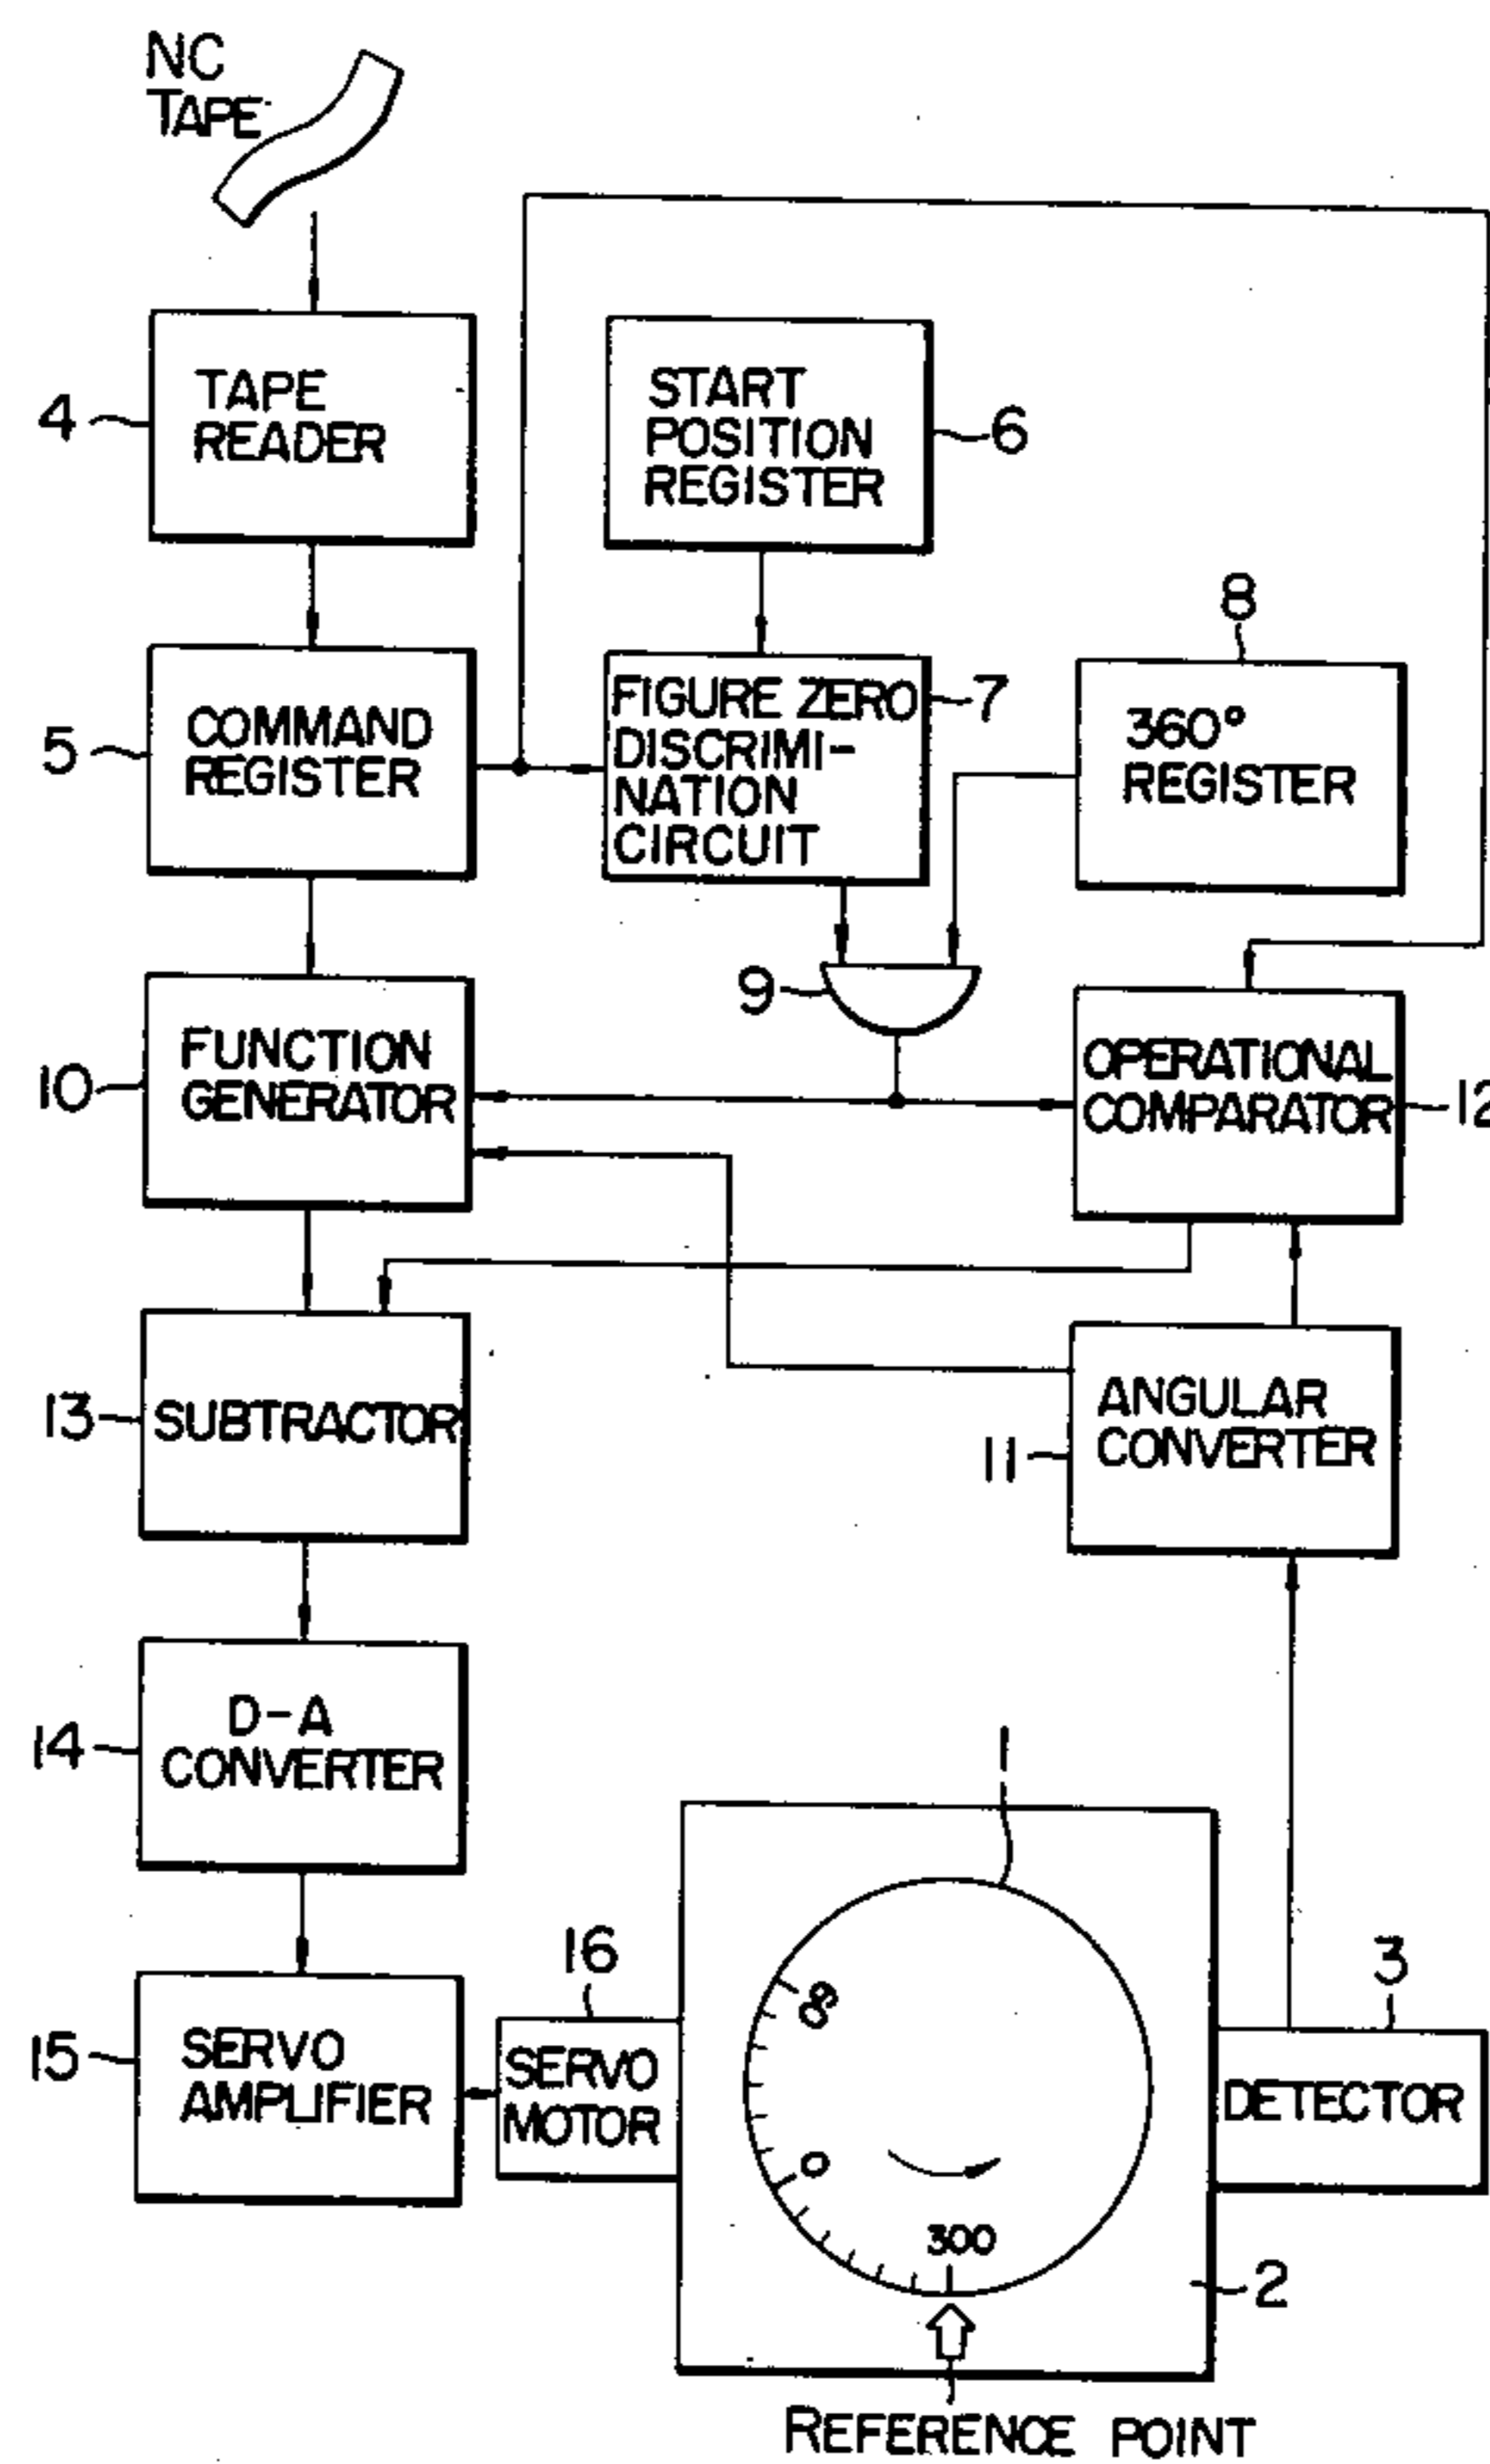 NC
TAPE
4
TAPE
READER
START
POSITION
REGISTER
6
5
COMMAND
REGISTER
FIGURE ZERO
DISCRIMI-
NATION
CIRCUIT
7
8
360°
REGISTER
9
10
FUNCTION
GENERATOR
OPERATIONAL
COMPARATOR
12
13
SUBTRACTOR
11
ANGULAR
CONVERTER
14
D-A
CONVERTER
1
15
SERVO
AMPLIFIER
16
SERVO
MOTOR
60
0
300
3
DETECTOR
2
REFERENCE POINT